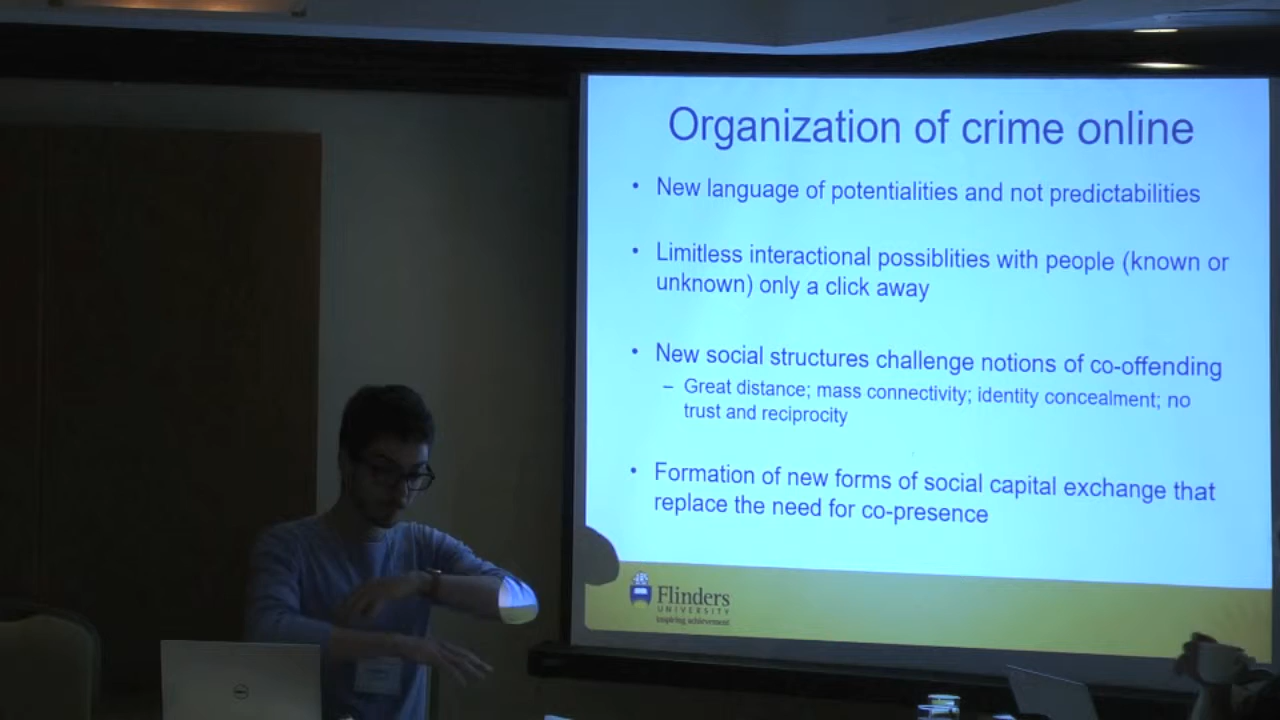 Organization of crime online
• New language of potentialities and not predictabilities
• Limitless interactional possiblities with people (known or
unknown) only a click away
• New social structures challenge notions of co-offending
– Great distance; mass connectivity; identity concealment; no
trust and reciprocity
• Formation of new forms of social capital exchange that
replace the need for co-presence
Flinders
UNIVERSITY
inspiring achievement
DELL